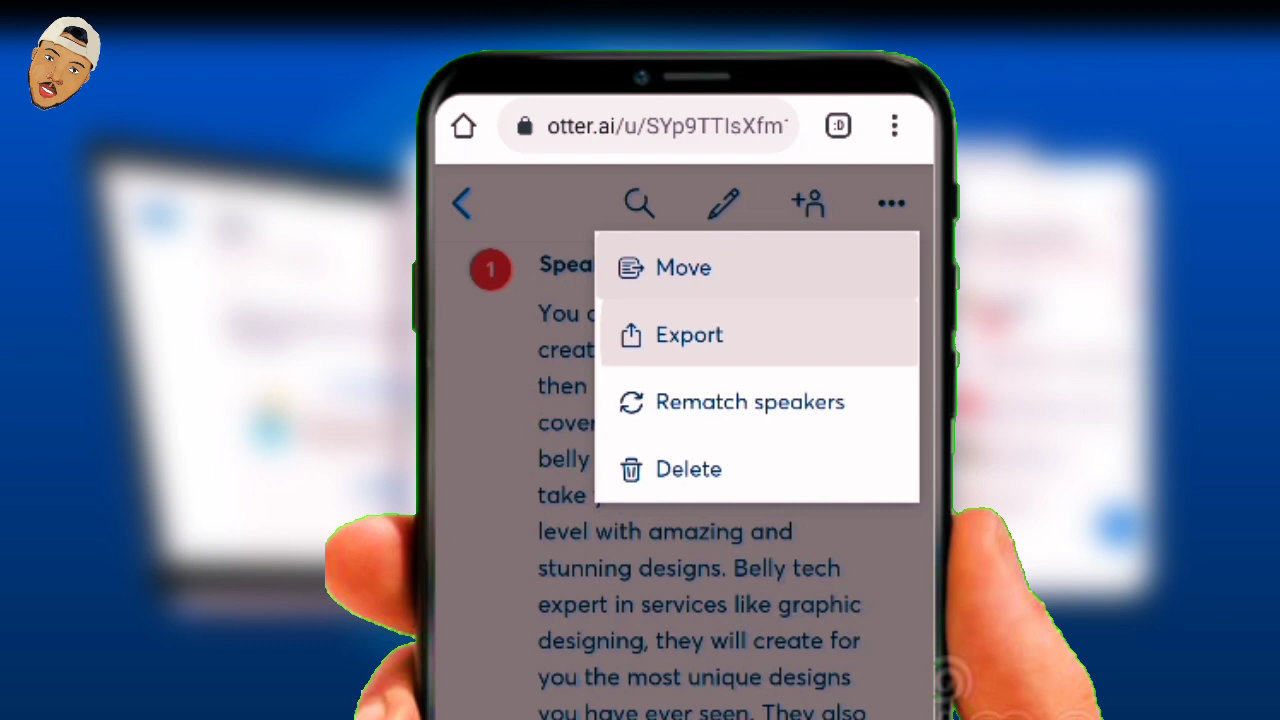 otter.ai/u/SYp9TTIsXfm
:D
1
Spea
Move
Export
Rematch speakers
Delete
You
creat
then
cover
belly
take
level with amazing and
stunning designs. Belly tech
expert in services like graphic
designing, they will create for
you the most unique designs
you have ever seen. They also